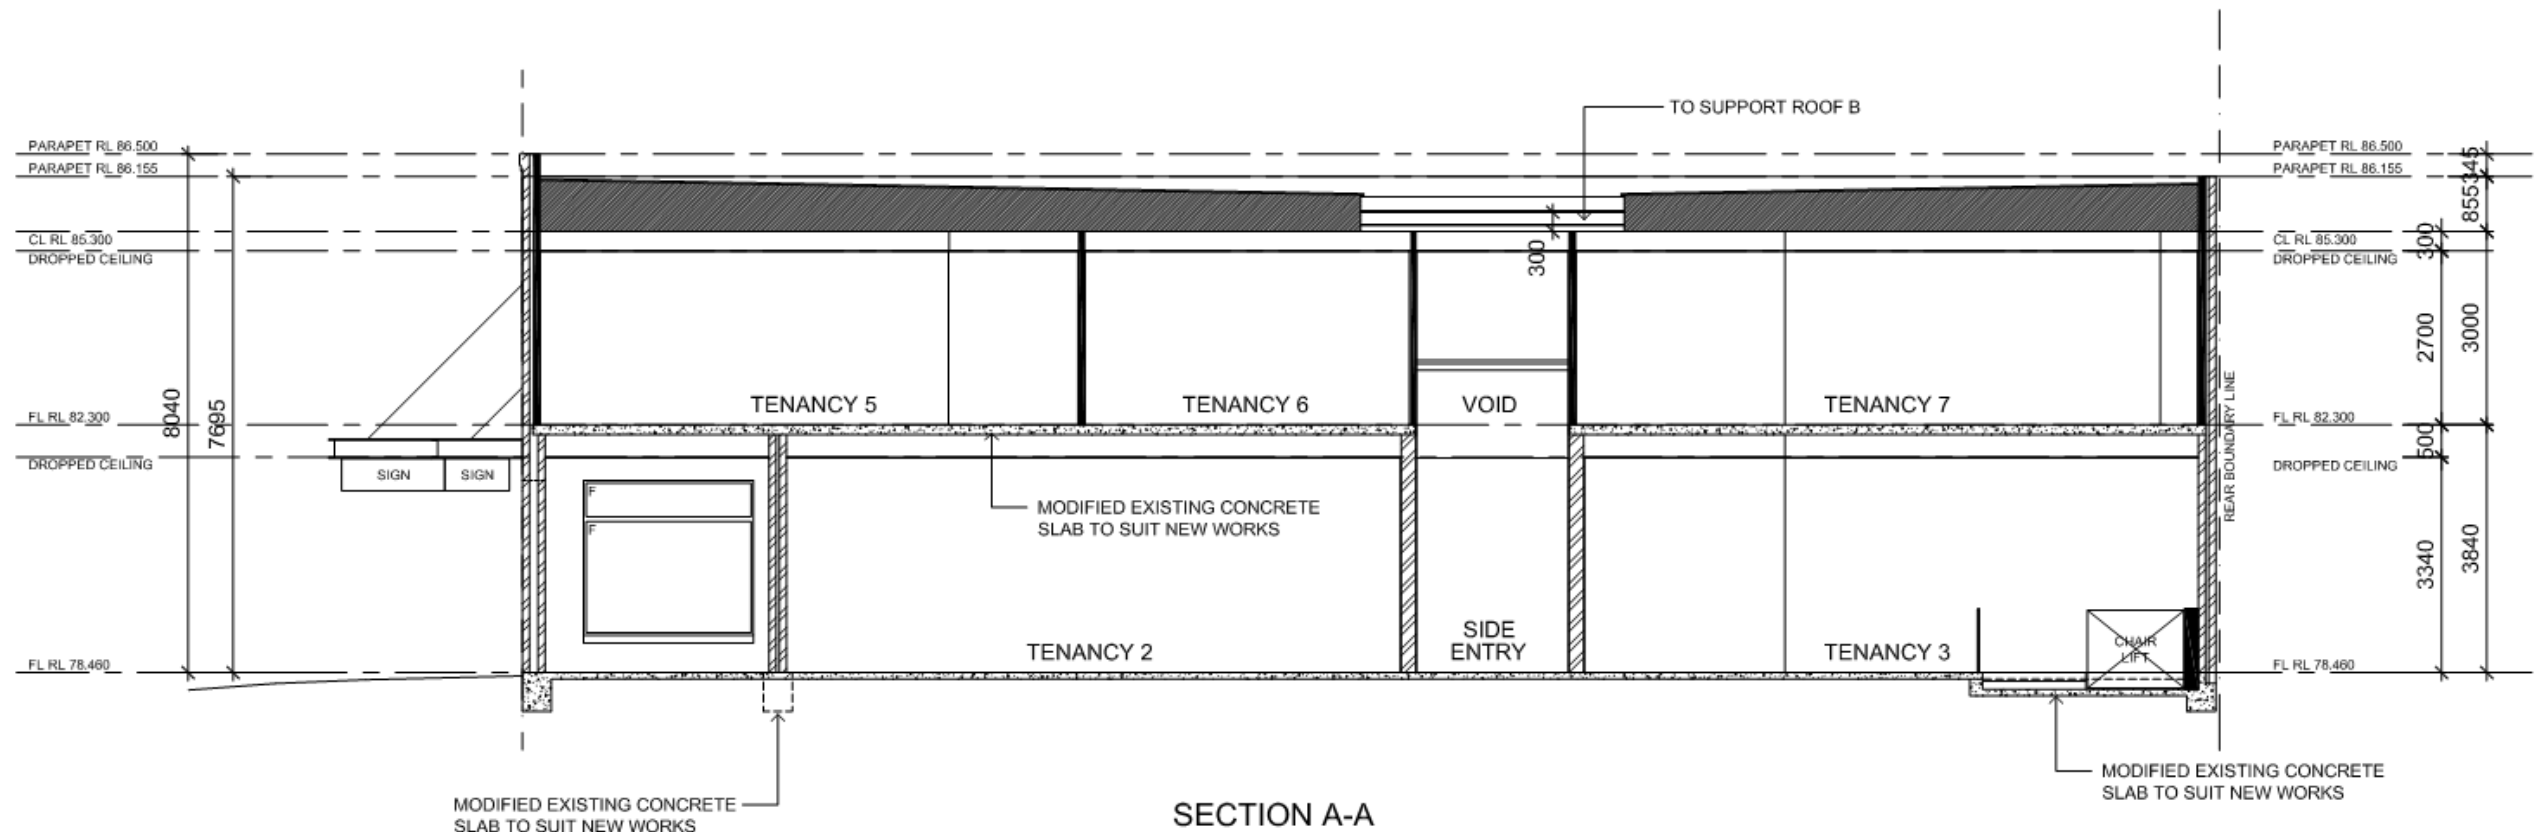 TO SUPPORT ROOF B
PARAPET RL 86.500
PARAPET RL 86.155
CL RL 85.300
DROPPED CEILING
FL RL 82.300
DROPPED CEILING
FL RL 78.460
8040
7695
SIGN
SIGN
TENANCY 5
TENANCY 6
VOID
TENANCY 7
300
F
F
MODIFIED EXISTING CONCRETE
SLAB TO SUIT NEW WORKS
TENANCY 2
SIDE
ENTRY
TENANCY 3
CHAIR
LIFT
REAR BOUNDARY LINE
PARAPET RL 86.500
PARAPET RL 86.155
CL RL 85.300
DROPPED CEILING
FL RL 82.300
DROPPED CEILING
FL RL 78.460
345
855
300
2700
3000
500
3340
3840
MODIFIED EXISTING CONCRETE
SLAB TO SUIT NEW WORKS
MODIFIED EXISTING CONCRETE
SLAB TO SUIT NEW WORKS
SECTION A-A